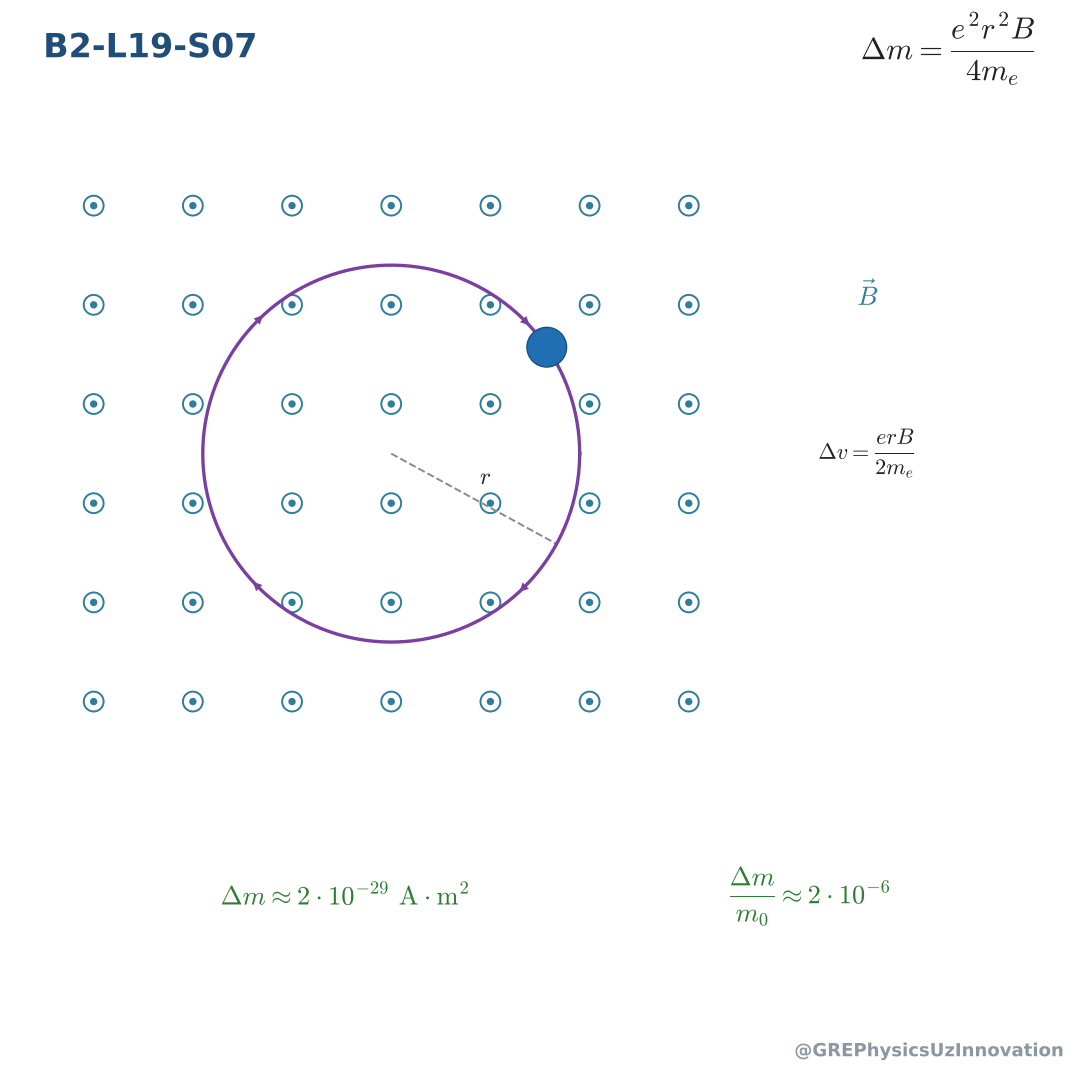 B2-L19-S07
Δm = e²r²B / 4mₑ
B⃗
r
Δv = erB / 2mₑ
Δm ≈ 2 · 10⁻²⁹ A · m²
Δm / m₀ ≈ 2 · 10⁻⁶
@GREPhysicsUzInnovation